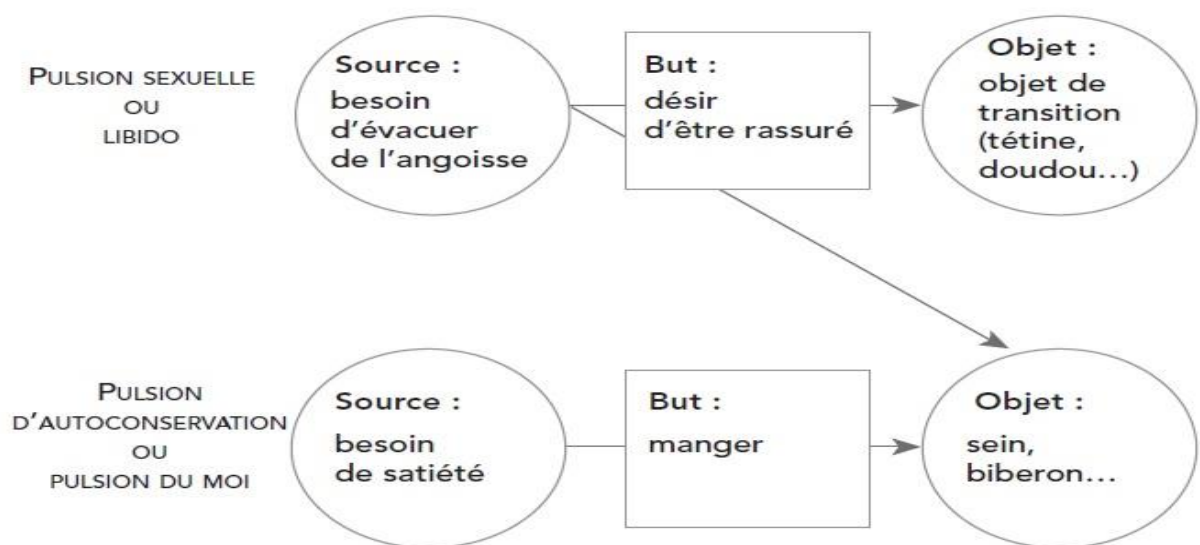 PULSION SEXUELLE
OU
LIBIDO
Source :
besoin
d'évacuer
de l'angoisse
But :
désir
d'être rassuré
Objet :
objet de
transition
(tétine,
doudou…)
PULSION
D'AUTOCONSERVATION
OU
PULSION DU MOI
Source :
besoin
de satiété
But :
manger
Objet :
sein,
biberon…